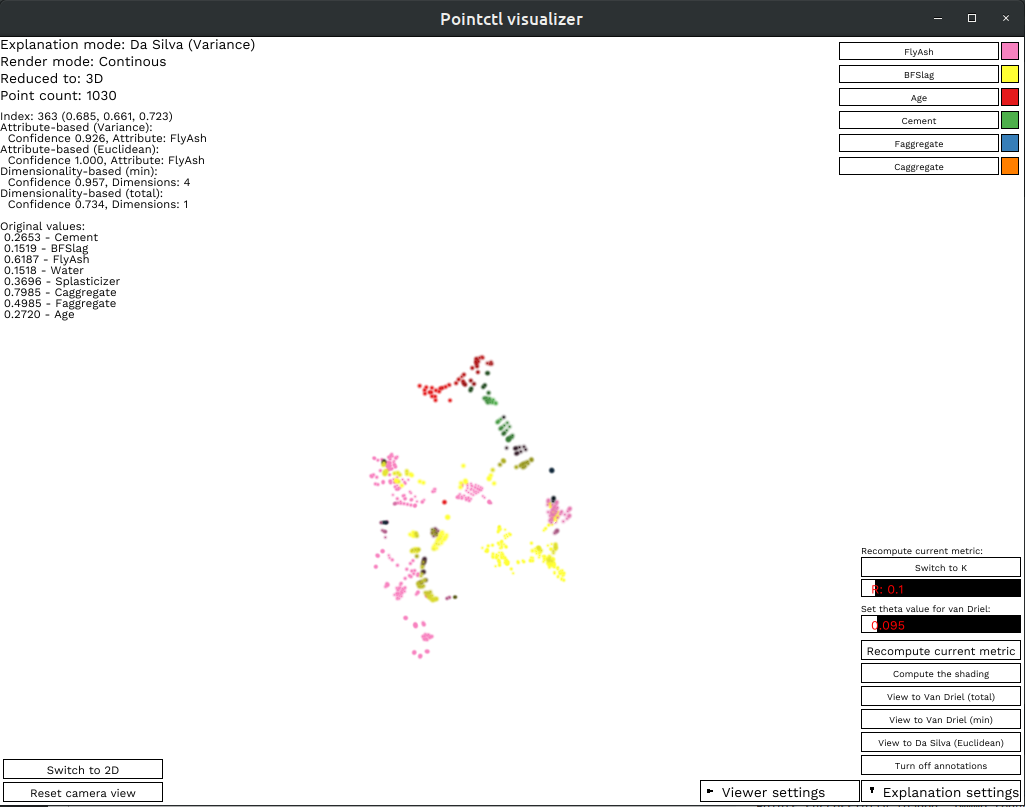 Pointctl visualizer
Explanation mode: Da Silva (Variance)
Render mode: Continous
Reduced to: 3D
Point count: 1030
Index: 363 (0.685, 0.661, 0.723)
Attribute-based (Variance):
Confidence 0.926, Attribute: FlyAsh
Attribute-based (Euclidean):
Confidence 1.000, Attribute: FlyAsh
Dimensionality-based (min):
Confidence 0.957, Dimensions: 4
Dimensionality-based (total):
Confidence 0.734, Dimensions: 1
Original values:
0.2653 - Cement
0.1519 - BFSlag
0.6187 - FlyAsh
0.1518 - Water
0.3696 - Splasticizer
0.7985 - Caggregate
0.4985 - Faggregate
0.2720 - Age
FlyAsh
BFSlag
Age
Cement
Faggregate
Caggregate
Recompute current metric:
Switch to K
R: 0.1
Set theta value for van Driel:
0.095
Recompute current metric
Compute the shading
View to Van Driel (total)
View to Van Driel (min)
View to Da Silva (Euclidean)
Turn off annotations
Switch to 2D
Reset camera view
Viewer settings
Explanation settings